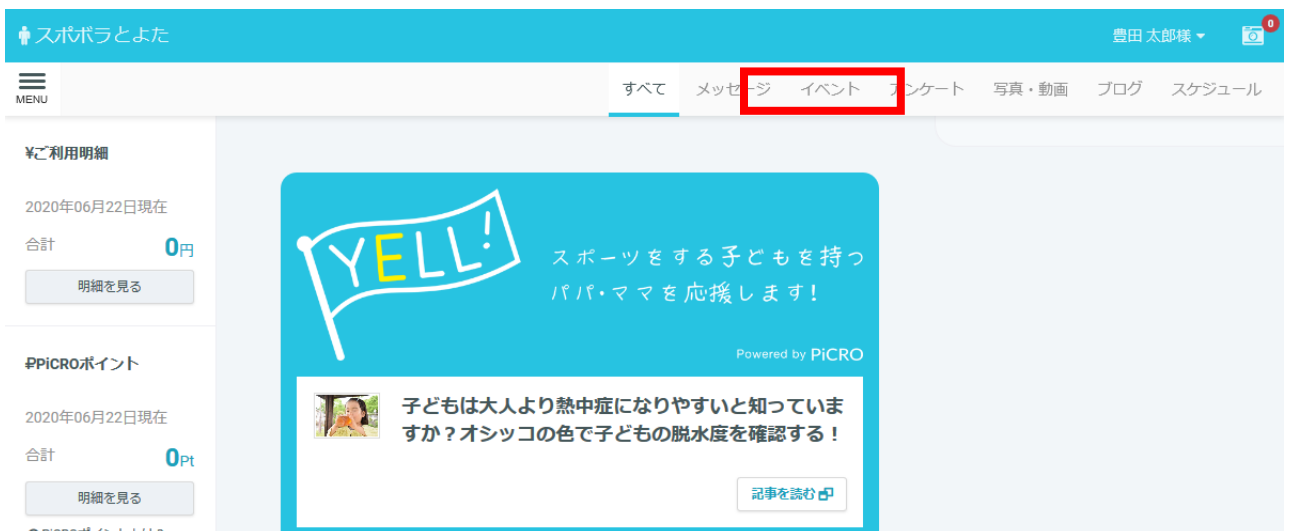 スポボラとよた
豊田 太郎様
0
MENU
すべて メッセージ イベント アンケート 写真・動画 ブログ スケジュール
¥ご利用明細
2020年06月22日現在
合計 0円
明細を見る
₽PiCROポイント
2020年06月22日現在
合計 0Pt
明細を見る
YELL!
スポーツをする子どもを持つ
パパ・ママを応援します!
Powered by PiCRO
子どもは大人より熱中症になりやすいと知っていま
すか?オシッコの色で子どもの脱水度を確認する!
記事を読む